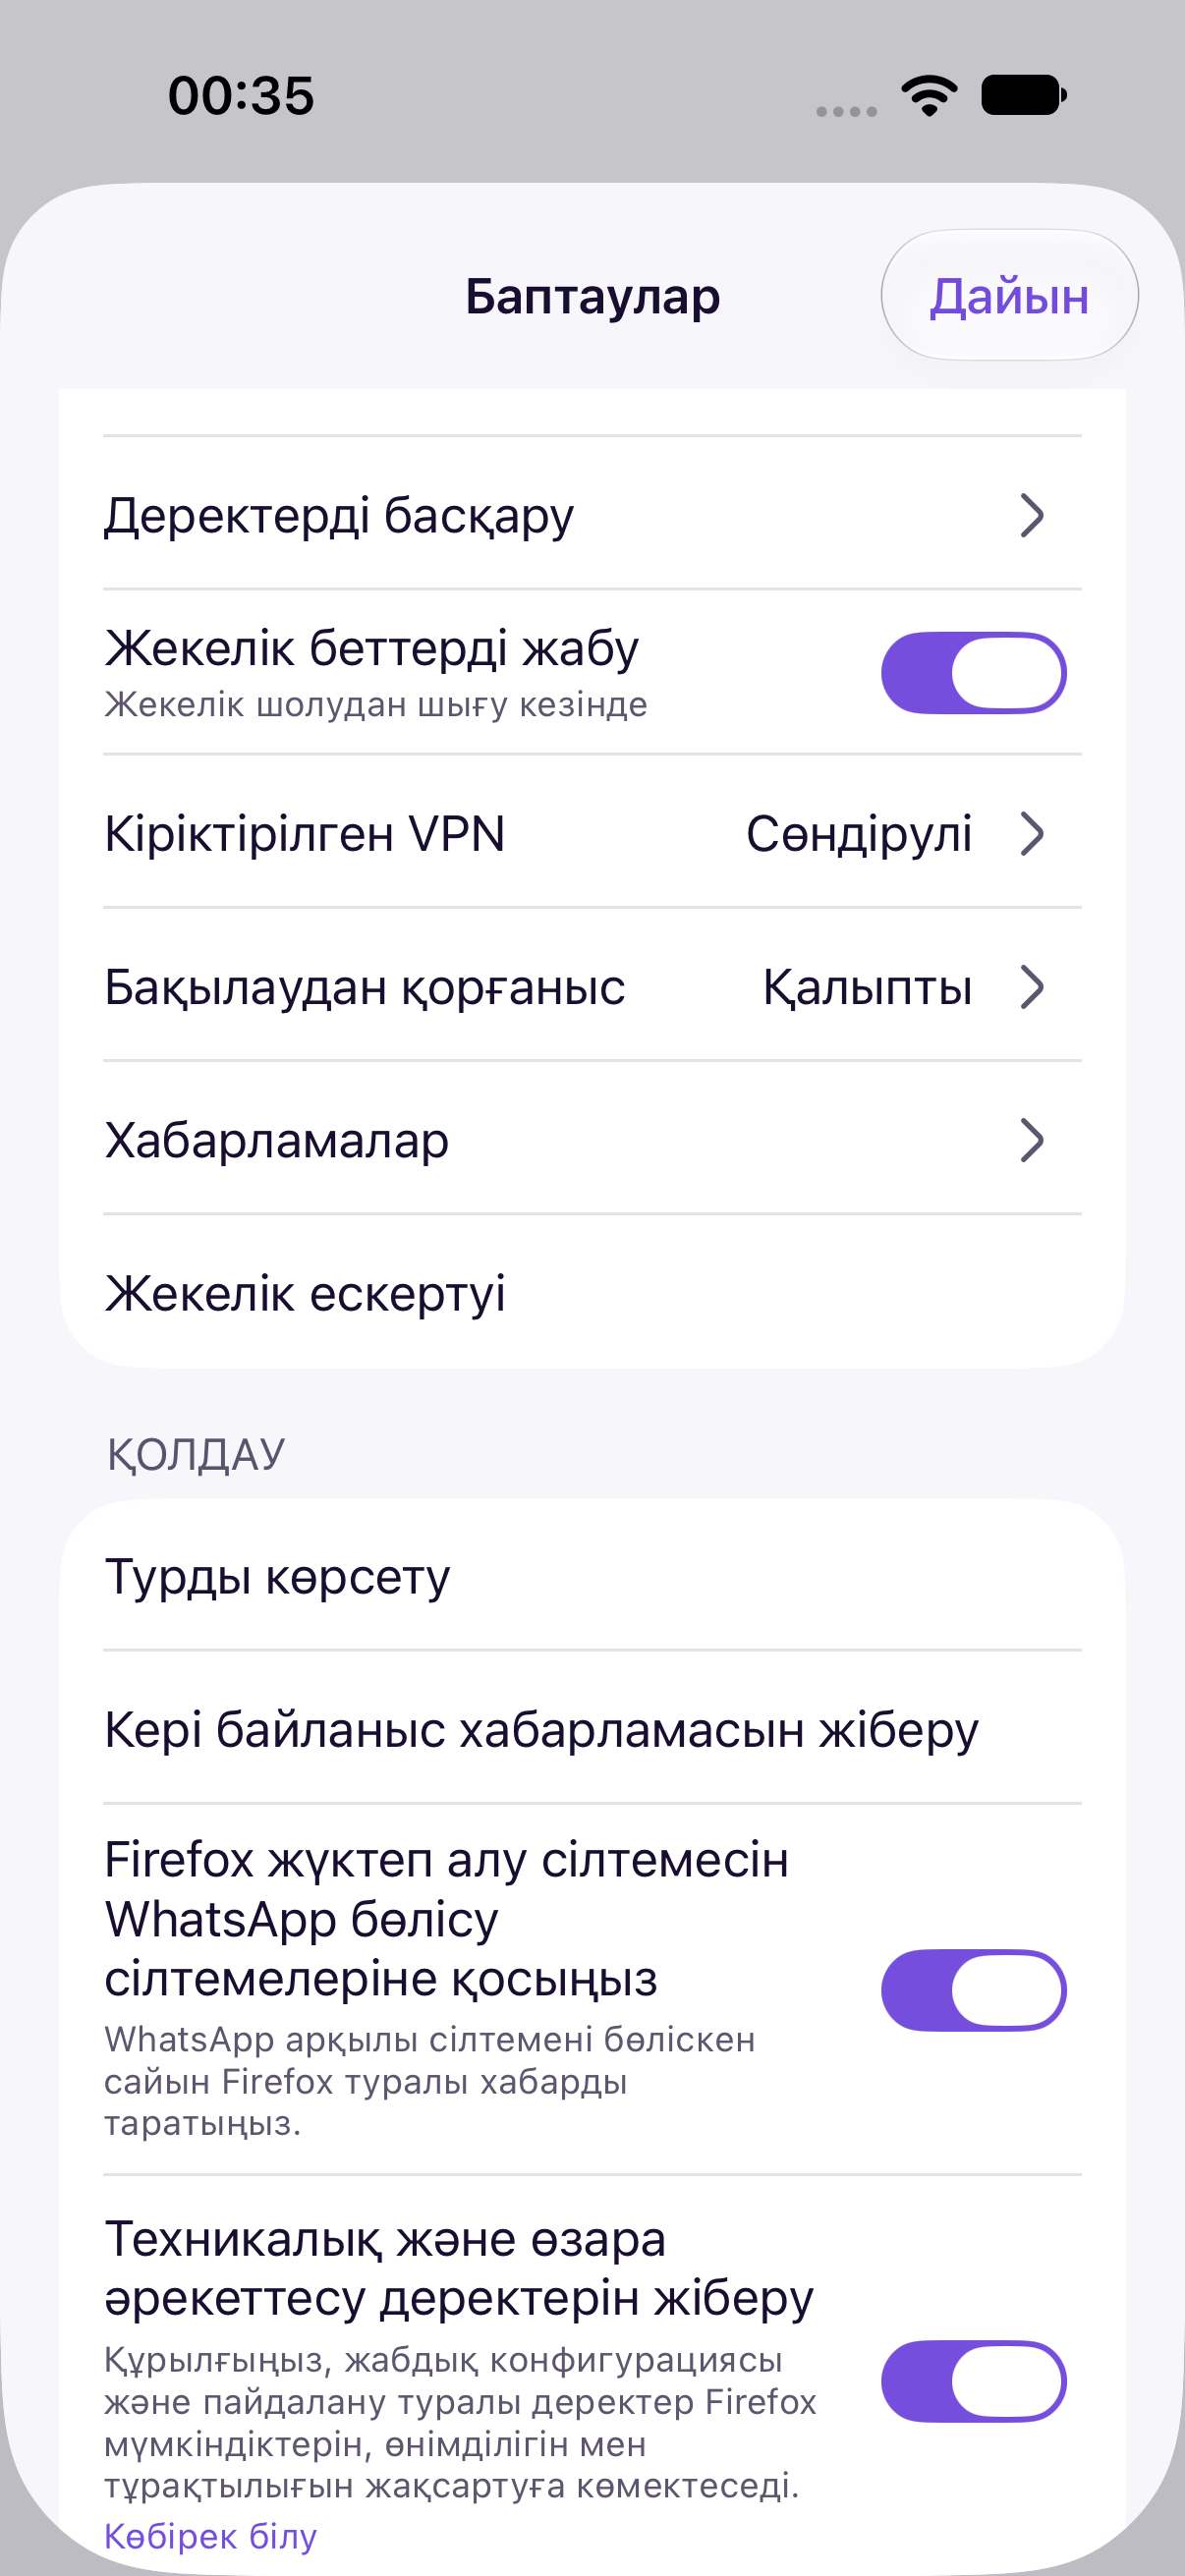 00:35
Баптаулар
Дайын
Деректерді басқару
Жекелік беттерді жабу
Жекелік шолудан шығу кезінде
Кіріктірілген VPN
Сөндірулі
Бақылаудан қорғаныс
Қалыпты
Хабарламалар
Жекелік ескертуі
ҚОЛДАУ
Турды көрсету
Кері байланыс хабарламасын жіберу
Firefox жүктеп алу сілтемесін
WhatsApp бөлісу
сілтемелеріне қосыңыз
WhatsApp арқылы сілтемені бөліскен
сайын Firefox туралы хабарды
таратыңыз.
Техникалық және өзара
әрекеттесу деректерін жіберу
Құрылғыңыз, жабдық конфигурациясы
және пайдалану туралы деректер Firefox
мүмкіндіктерін, өнімділігін мен
тұрақтылығын жақсартуға көмектеседі.
Көбірек білу